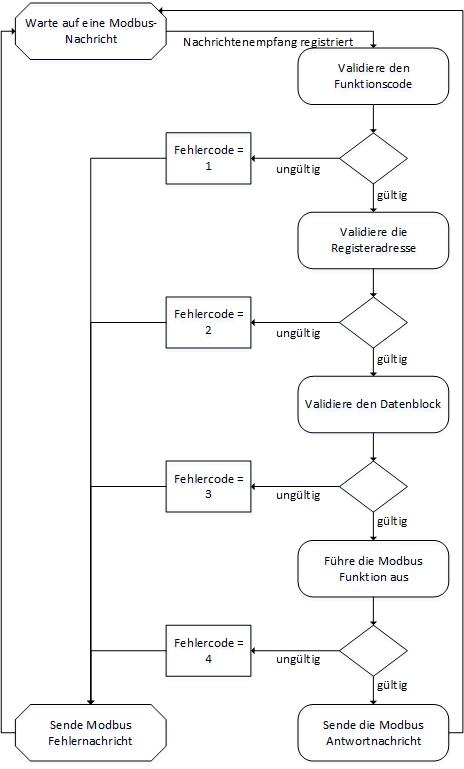 Warte auf eine Modbus-
Nachricht
Nachrichtenempfang registriert
Validiere den
Funktionscode
Fehlercode =
1
ungültig
gültig
Validiere die
Registeradresse
Fehlercode =
2
ungültig
gültig
Validiere den Datenblock
Fehlercode =
3
ungültig
gültig
Führe die Modbus
Funktion aus
Fehlercode =
4
ungültig
gültig
Sende Modbus
Fehlernachricht
Sende die Modbus
Antwortnachricht